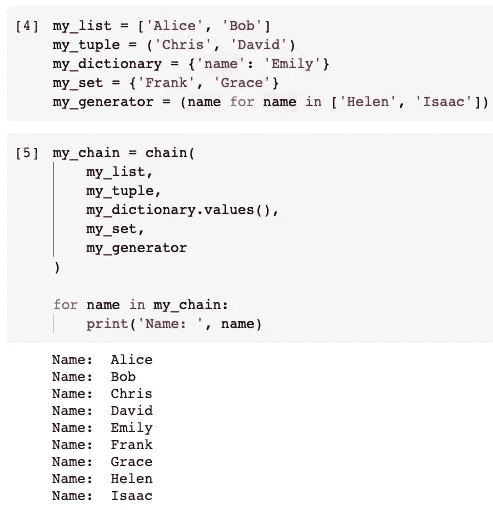 [4] my_list = ['Alice', 'Bob']
my_tuple = ('Chris', 'David')
my_dictionary = {'name': 'Emily'}
my_set = {'Frank', 'Grace'}
my_generator = (name for name in ['Helen', 'Isaac'])
[5] my_chain = chain(
my_list,
my_tuple,
my_dictionary.values(),
my_set,
my_generator
)
for name in my_chain:
print('Name: ', name)
Name:  Alice
Name:  Bob
Name:  Chris
Name:  David
Name:  Emily
Name:  Frank
Name:  Grace
Name:  Helen
Name:  Isaac